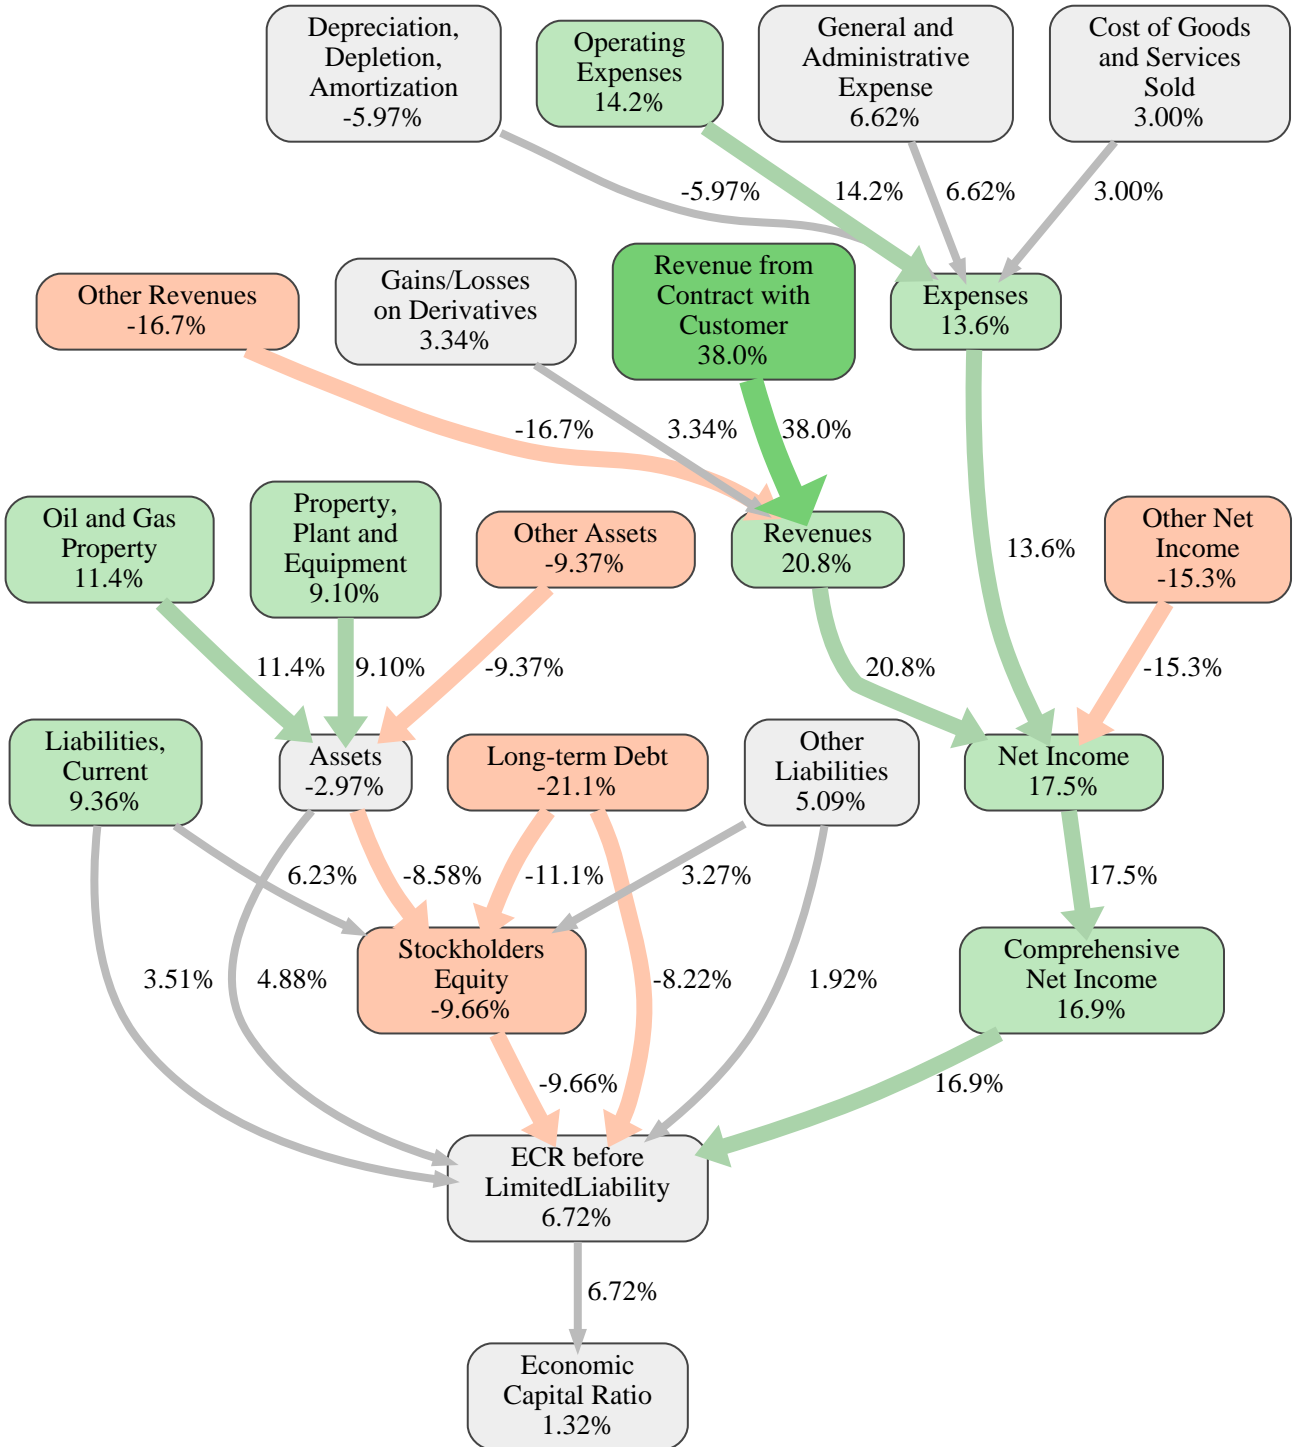 Depreciation,
Depletion,
Amortization
-5.97%
Operating
Expenses
14.2%
General and
Administrative
Expense
6.62%
Cost of Goods
and Services
Sold
3.00%
-5.97%
14.2%
6.62%
3.00%
Other Revenues
-16.7%
Gains/Losses
on Derivatives
3.34%
Revenue from
Contract with
Customer
38.0%
Expenses
13.6%
-16.7%
3.34%
38.0%
Oil and Gas
Property
11.4%
Property,
Plant and
Equipment
9.10%
Other Assets
-9.37%
Revenues
20.8%
13.6%
Other Net
Income
-15.3%
11.4%
9.10%
-9.37%
20.8%
-15.3%
Liabilities,
Current
9.36%
Assets
-2.97%
Long-term Debt
-21.1%
Other
Liabilities
5.09%
Net Income
17.5%
6.23%
-8.58%
-11.1%
3.27%
17.5%
3.51%
4.88%
Stockholders
Equity
-9.66%
-8.22%
1.92%
Comprehensive
Net Income
16.9%
-9.66%
16.9%
ECR before
LimitedLiability
6.72%
6.72%
Economic
Capital Ratio
1.32%